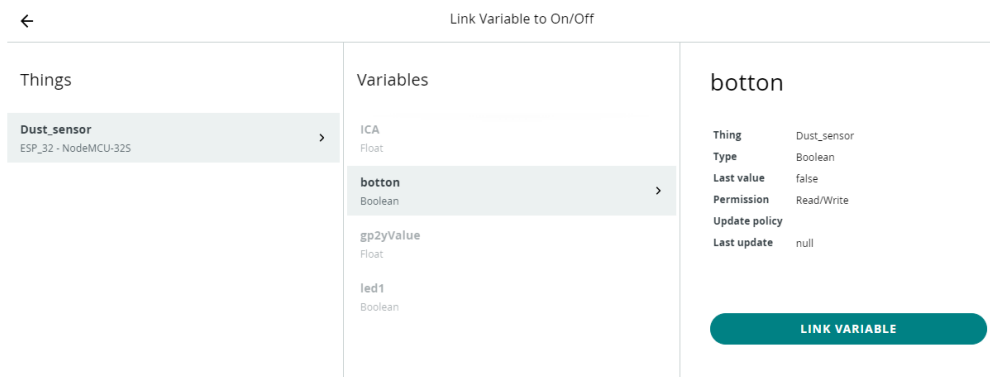 Link Variable to On/Off
Things
Dust_sensor
ESP_32 - NodeMCU-32S
Variables
ICA
Float
botton
Boolean
gp2yValue
Float
led1
Boolean
botton
Thing Dust_sensor
Type Boolean
Last value false
Permission Read/Write
Update policy
Last update null
LINK VARIABLE